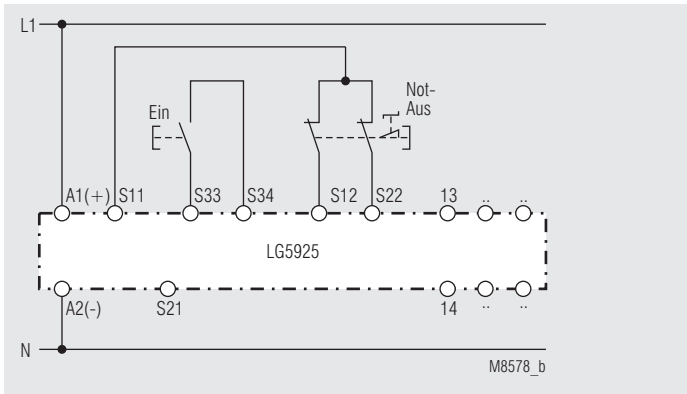 L1
Not-
Aus
Ein
A1(+) S11 S33 S34 S12 S22 13 .. ..
LG5925
A2(-) S21 14 .. ..
N
M8578_b